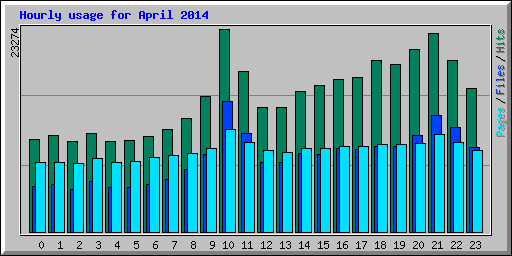 Hourly usage for April 2014
23274
Pages / Files / Hits
0 1 2 3 4 5 6 7 8 9 10 11 12 13 14 15 16 17 18 19 20 21 22 23